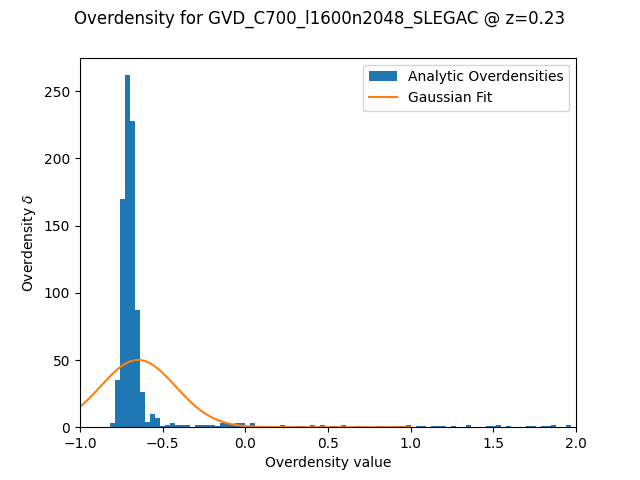 Overdensity for GVD_C700_l1600n2048_SLEGAC @ z=0.23
Analytic Overdensities
Gaussian Fit
Overdensity δ
250
200
150
100
50
0
−1.0 −0.5 0.0 0.5 1.0 1.5 2.0
Overdensity value